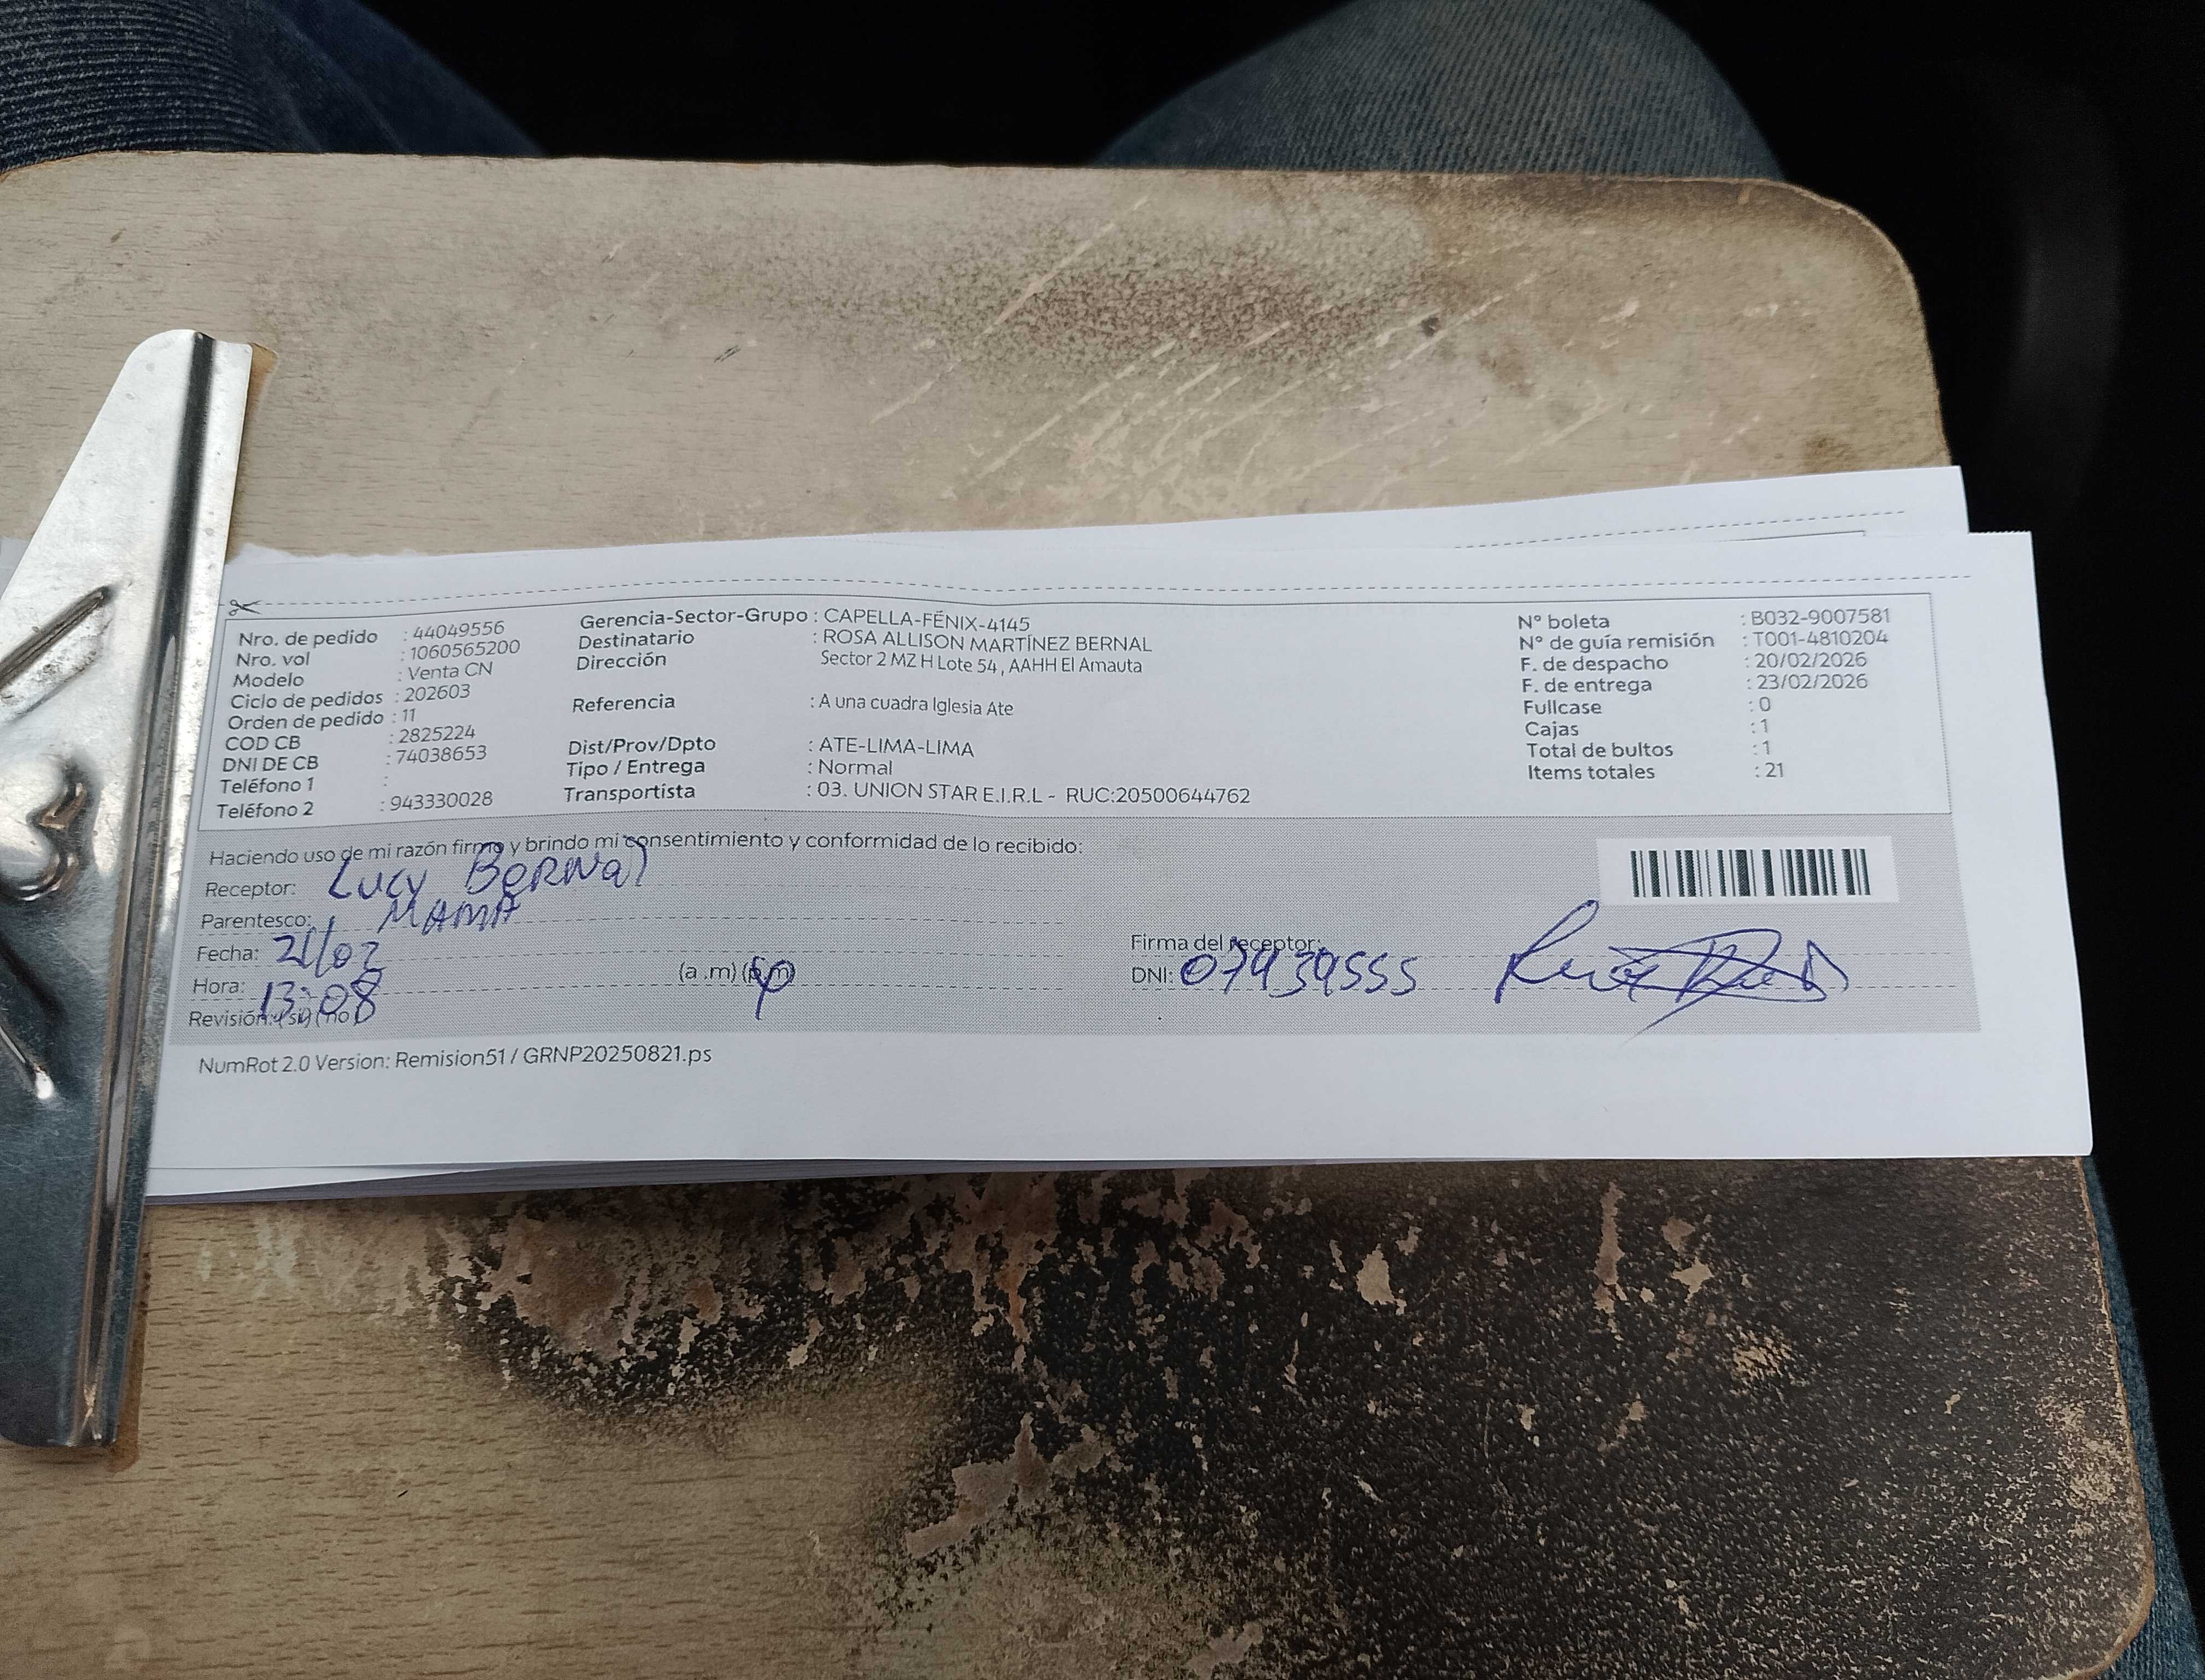 Nro. de pedido : 44049556
Nro. vol : 1060565200
Modelo : Venta CN
Ciclo de pedidos : 202603
Orden de pedido : 11
COD CB : 2825224
DNI DE CB : 74038653
Teléfono 1 :
Teléfono 2 : 943330028
Gerencia-Sector-Grupo : CAPELLA-FÉNIX-4145
Destinatario : ROSA ALLISON MARTÍNEZ BERNAL
Dirección Sector 2 MZ H Lote 54 , AAHH El Amauta
Referencia : A una cuadra Iglesia Ate
Dist/Prov/Dpto : ATE-LIMA-LIMA
Tipo / Entrega : Normal
Transportista : 03. UNION STAR E.I.R.L - RUC:20500644762
Nº boleta : B032-9007581
Nº de guía remisión : T001-4810204
F. de despacho : 20/02/2026
F. de entrega : 23/02/2026
Fullcase : 0
Cajas : 1
Total de bultos : 1
Items totales : 21
Haciendo uso de mi razón firmo y brindo mi consentimiento y conformidad de lo recibido:
Receptor: Lucy BeRNal
Parentesco: MAMA
Fecha: 21/02
Hora: 13:08 (a .m) (p.m)
Revisión: ( si) ( no )
Firma del receptor:
DNI: 07939555
NumRot 2.0 Version: Remision51 / GRNP20250821.ps